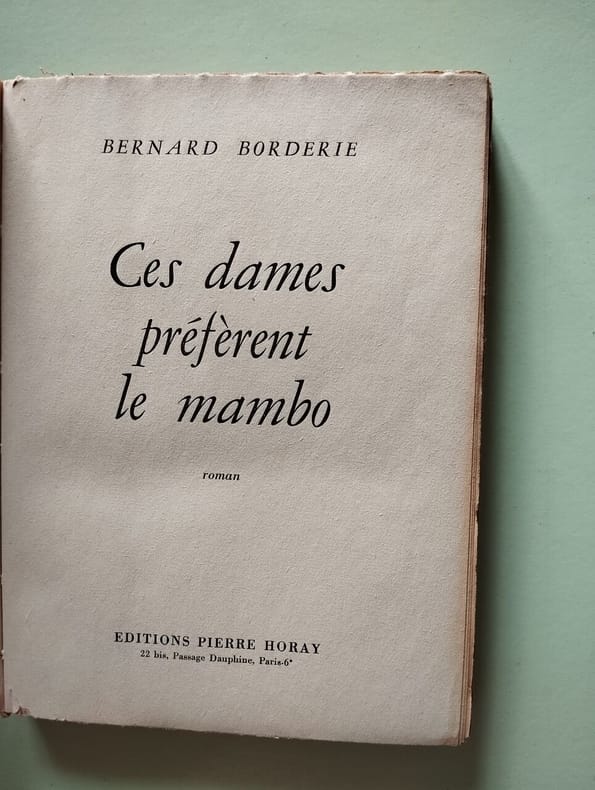 BERNARD BORDERIE
Ces dames
préfèrent
le mambo
roman
EDITIONS PIERRE HORAY
22 bis, Passage Dauphine, Paris-6ᵉ